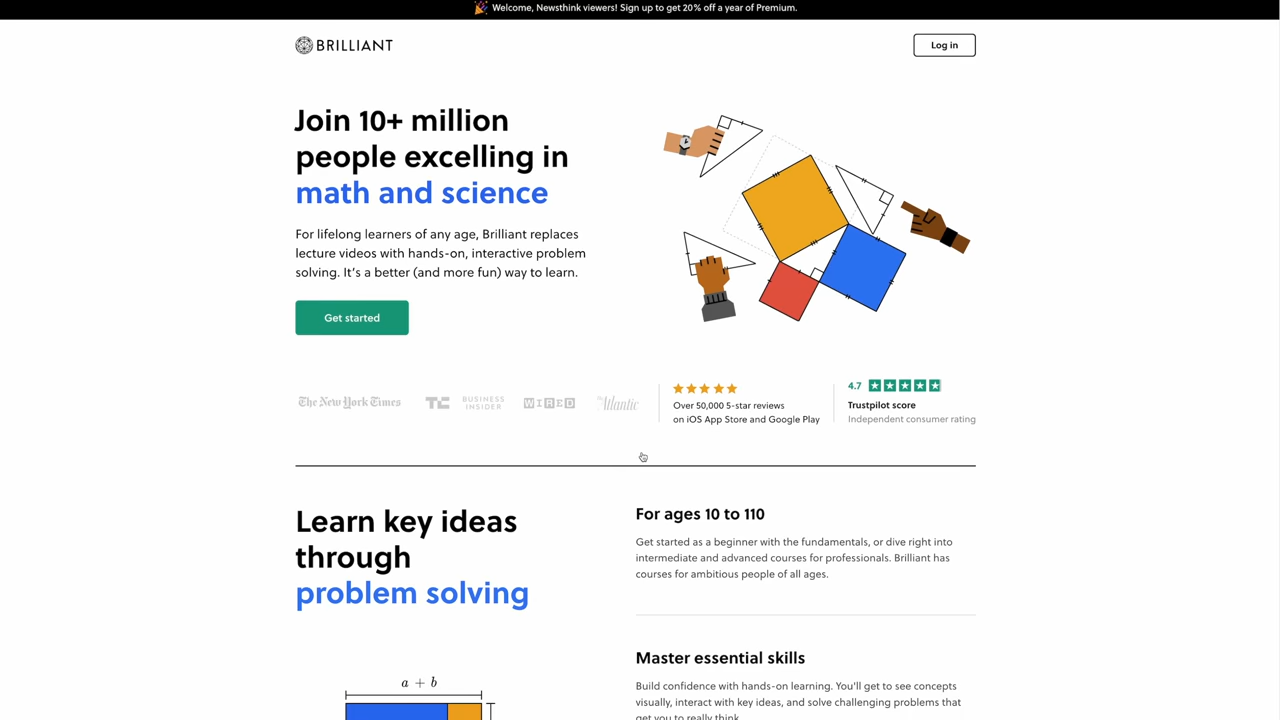 Welcome, Newsthink viewers! Sign up to get 20% off a year of Premium.
BRILLIANT
Log in
Join 10+ million
people excelling in
math and science
For lifelong learners of any age, Brilliant replaces
lecture videos with hands-on, interactive problem
solving. It’s a better (and more fun) way to learn.
Get started
The New York Times
TC
BUSINESS
INSIDER
WIRED
The Atlantic
Over 50,000 5-star reviews
on iOS App Store and Google Play
4.7
Trustpilot score
Independent consumer rating
Learn key ideas
through
problem solving
a + b
For ages 10 to 110
Get started as a beginner with the fundamentals, or dive right into
intermediate and advanced courses for professionals. Brilliant has
courses for ambitious people of all ages.
Master essential skills
Build confidence with hands-on learning. You'll get to see concepts
visually, interact with key ideas, and solve challenging problems that
get you to really think.